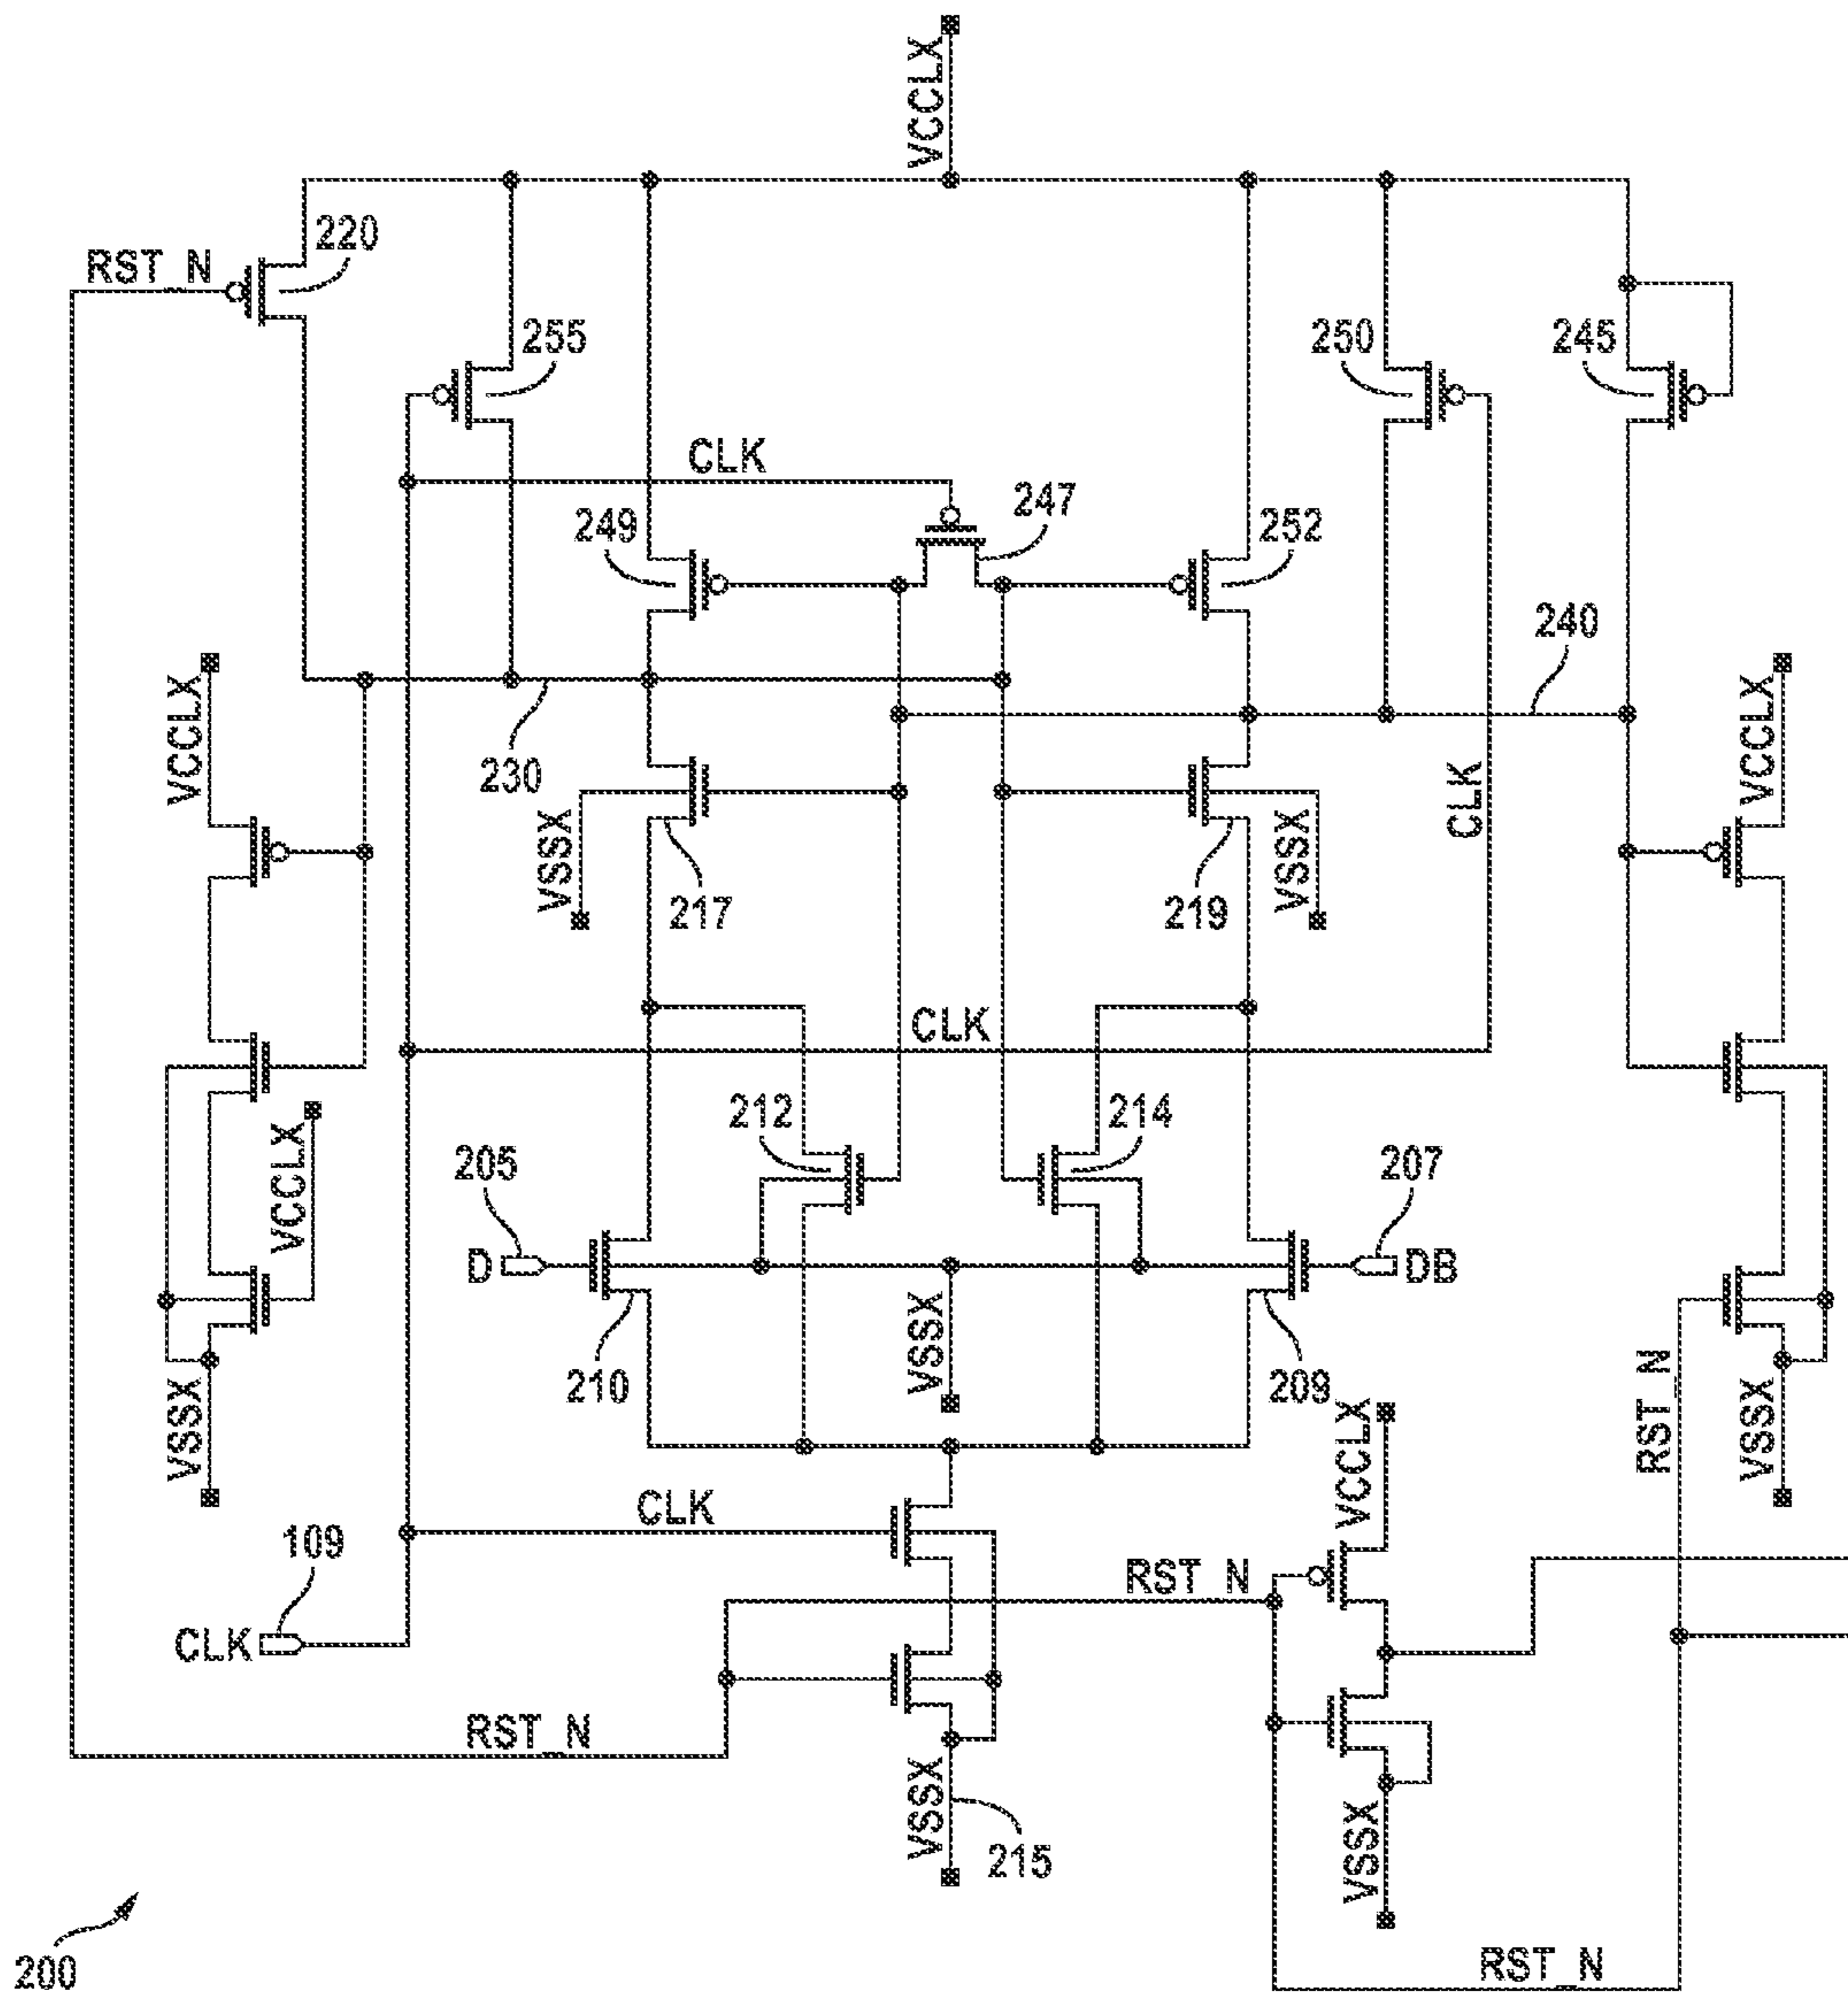 VCCLX
220
RST_N
255
250
245
CLK
247
249
252
240
VCCLX
VCCLX
230
CLK
VSSX
VSSX
217
219
CLK
212
214
VCCLX
205
207
D
DB
210
VSSX
209
RST_N
VCCLX
VSSX
VSSX
CLK
109
RST_N
CLK
RST_N
VSSX
215
VSSX
RST_N
200